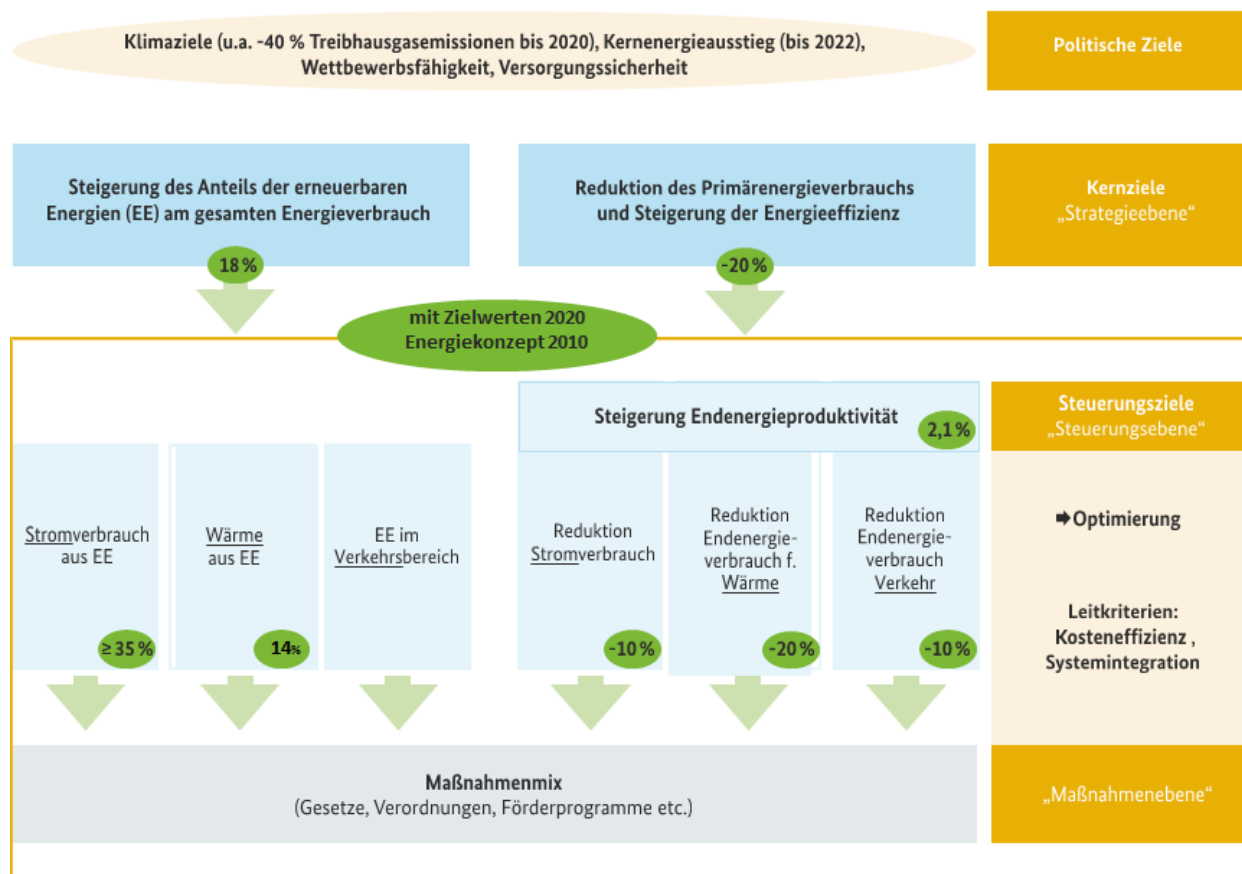 Klimaziele (u.a. -40 % Treibhausgasemissionen bis 2020), Kernenergieausstieg (bis 2022),
Wettbewerbsfähigkeit, Versorgungssicherheit
Politische Ziele
Steigerung des Anteils der erneuerbaren
Energien (EE) am gesamten Energieverbrauch
18 %
Reduktion des Primärenergieverbrauchs
und Steigerung der Energieeffizienz
-20 %
Kernziele
„Strategieebene“
mit Zielwerten 2020
Energiekonzept 2010
Steigerung Endenergieproduktivität
2,1 %
Steuerungsziele
„Steuerungsebene“
Stromverbrauch
aus EE
≥ 35 %
Wärme
aus EE
14%
EE im
Verkehrsbereich
Reduktion
Stromverbrauch
-10 %
Reduktion
Endenergie-
verbrauch f.
Wärme
-20 %
Reduktion
Endenergie-
verbrauch
Verkehr
-10 %
➡Optimierung
Leitkriterien:
Kosteneffizienz ,
Systemintegration
Maßnahmenmix
(Gesetze, Verordnungen, Förderprogramme etc.)
„Maßnahmenebene“